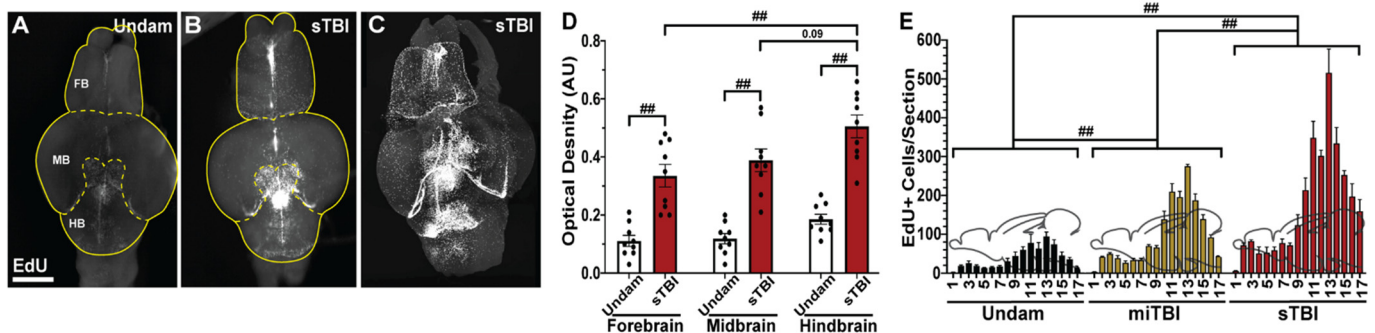 A Undam
FB
MB
HB
EdU
B sTBI
C sTBI
D
##
0.09
##
##
##
0.8
0.6
0.4
0.2
0.0
Optical Desnity (AU)
Undam sTBI Undam sTBI Undam sTBI
Forebrain Midbrain Hindbrain
E
##
##
##
600
500
400
300
200
100
0
EdU+ Cells/Section
1 3 5 7 9 11 13 15 17 1 3 5 7 9 11 13 15 17 1 3 5 7 9 11 13 15 17
Undam miTBI sTBI